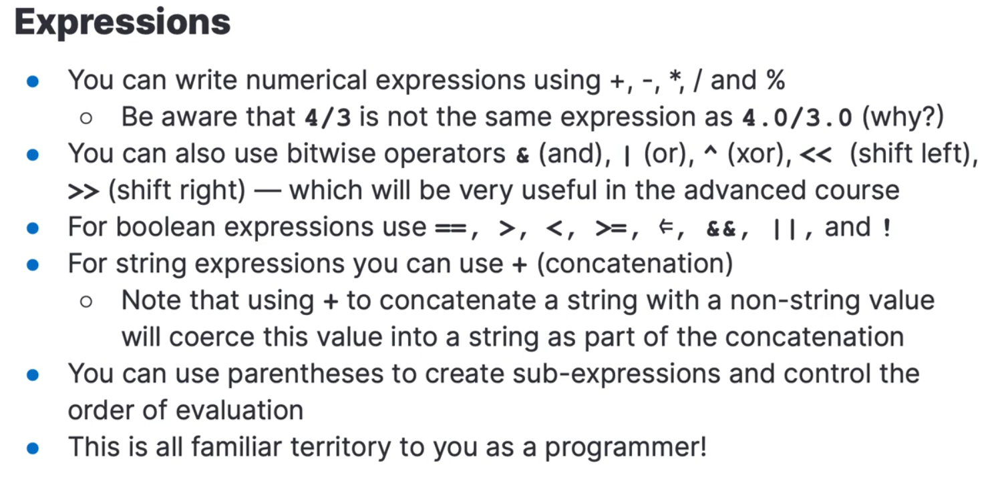 Expressions
● You can write numerical expressions using +, -, *, / and %
○ Be aware that 4/3 is not the same expression as 4.0/3.0 (why?)
● You can also use bitwise operators & (and), | (or), ^ (xor), << (shift left),
>> (shift right) — which will be very useful in the advanced course
● For boolean expressions use ==, >, <, >=, ⇐, &&, ||, and !
● For string expressions you can use + (concatenation)
○ Note that using + to concatenate a string with a non-string value
will coerce this value into a string as part of the concatenation
● You can use parentheses to create sub-expressions and control the
order of evaluation
● This is all familiar territory to you as a programmer!